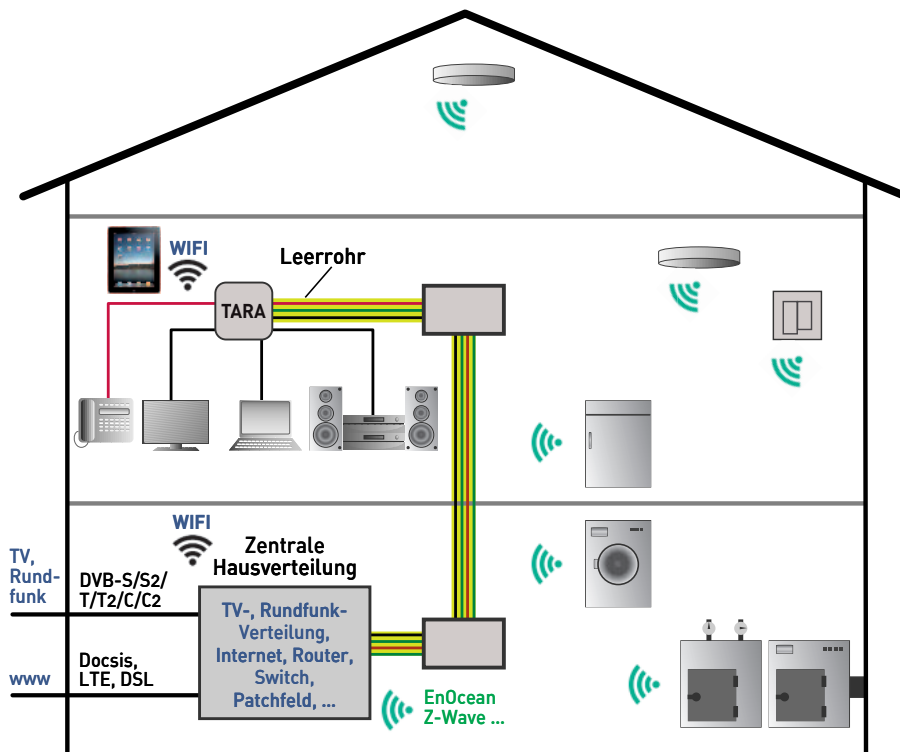 WIFI
Leerrohr
TARA
WIFI
Zentrale
Hausverteilung
TV,
Rund-
funk
DVB-S/S2/
T/T2/C/C2
TV-, Rundfunk-
Verteilung,
Internet, Router,
Switch,
Patchfeld, ...
www
Docsis,
LTE, DSL
EnOcean
Z-Wave ...